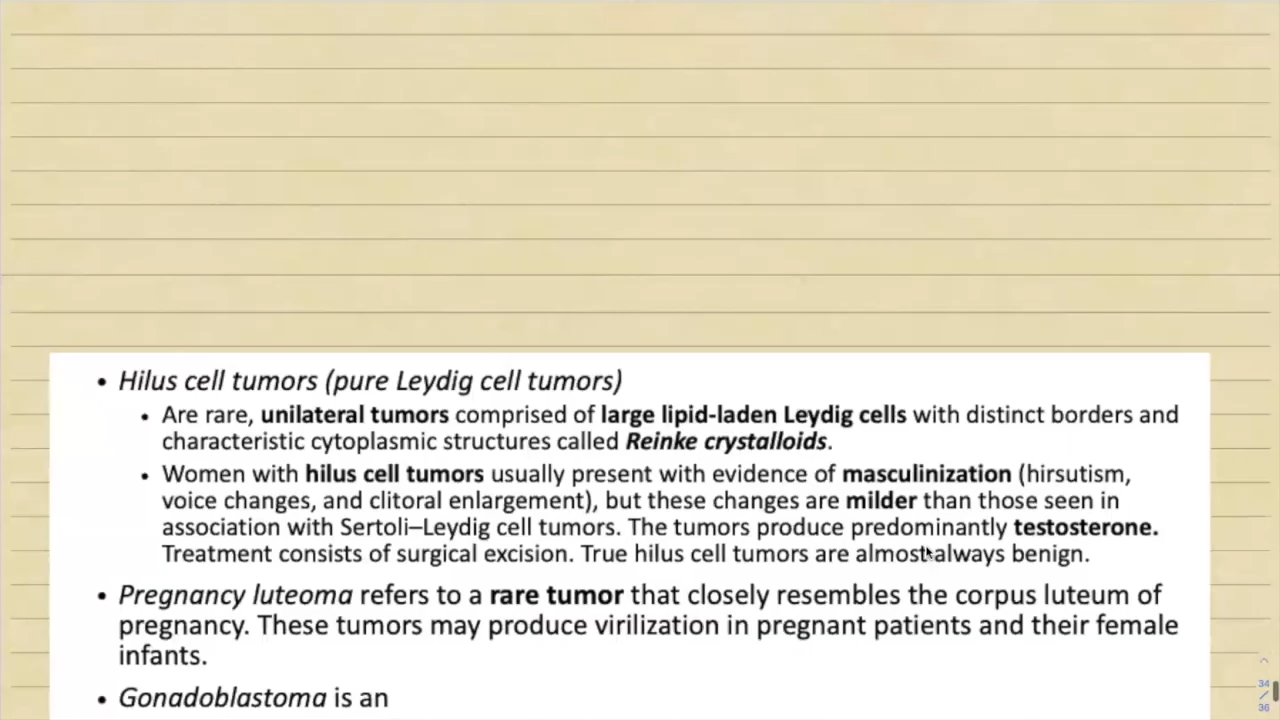 • Hilus cell tumors (pure Leydig cell tumors)
• Are rare, unilateral tumors comprised of large lipid-laden Leydig cells with distinct borders and
characteristic cytoplasmic structures called Reinke crystalloids.
• Women with hilus cell tumors usually present with evidence of masculinization (hirsutism,
voice changes, and clitoral enlargement), but these changes are milder than those seen in
association with Sertoli–Leydig cell tumors. The tumors produce predominantly testosterone.
Treatment consists of surgical excision. True hilus cell tumors are almost always benign.
• Pregnancy luteoma refers to a rare tumor that closely resembles the corpus luteum of
pregnancy. These tumors may produce virilization in pregnant patients and their female
infants.
• Gonadoblastoma is an
34
/
36